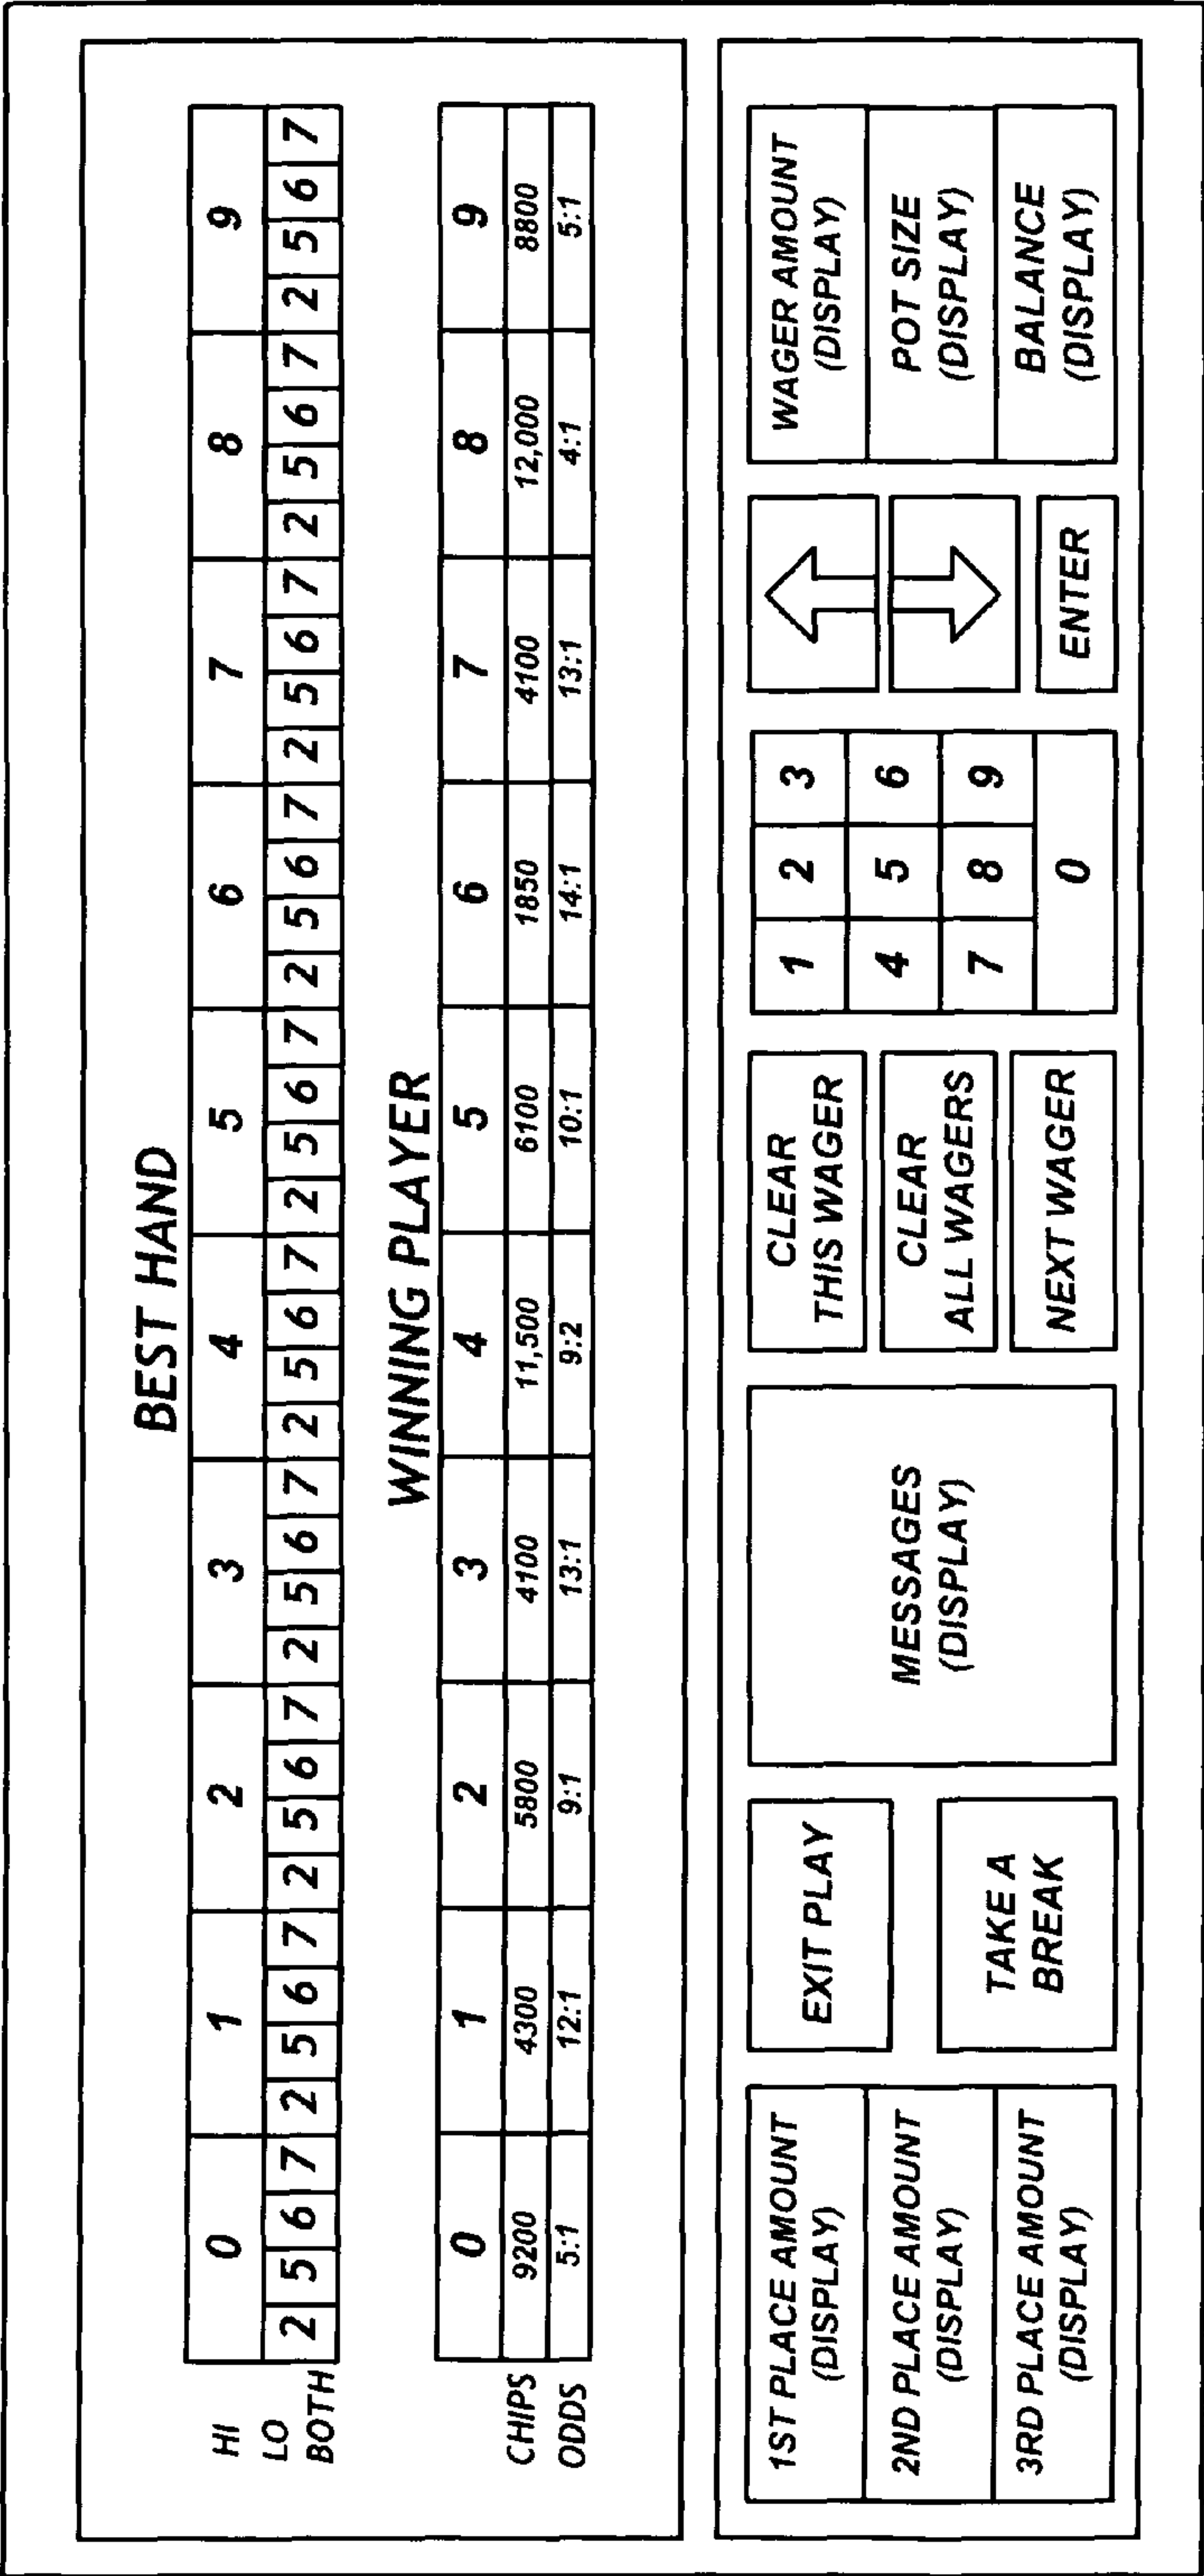 BEST HAND
HI 0 1 2 3 4 5 6 7 8 9
LO
BOTH 2 5 6 7 2 5 6 7 2 5 6 7 2 5 6 7 2 5 6 7 2 5 6 7 2 5 6 7 2 5 6 7 2 5 6 7 2 5 6 7
WINNING PLAYER
0 1 2 3 4 5 6 7 8 9
CHIPS 9200 4300 5800 4100 11,500 6100 1850 4100 12,000 8800
ODDS 5:1 12:1 9:1 13:1 9:2 10:1 14:1 13:1 4:1 5:1
1ST PLACE AMOUNT
(DISPLAY)
2ND PLACE AMOUNT
(DISPLAY)
3RD PLACE AMOUNT
(DISPLAY)
EXIT PLAY
TAKE A
BREAK
MESSAGES
(DISPLAY)
CLEAR
THIS WAGER
CLEAR
ALL WAGERS
NEXT WAGER
1 2 3
4 5 6
7 8 9
0
ENTER
WAGER AMOUNT
(DISPLAY)
POT SIZE
(DISPLAY)
BALANCE
(DISPLAY)